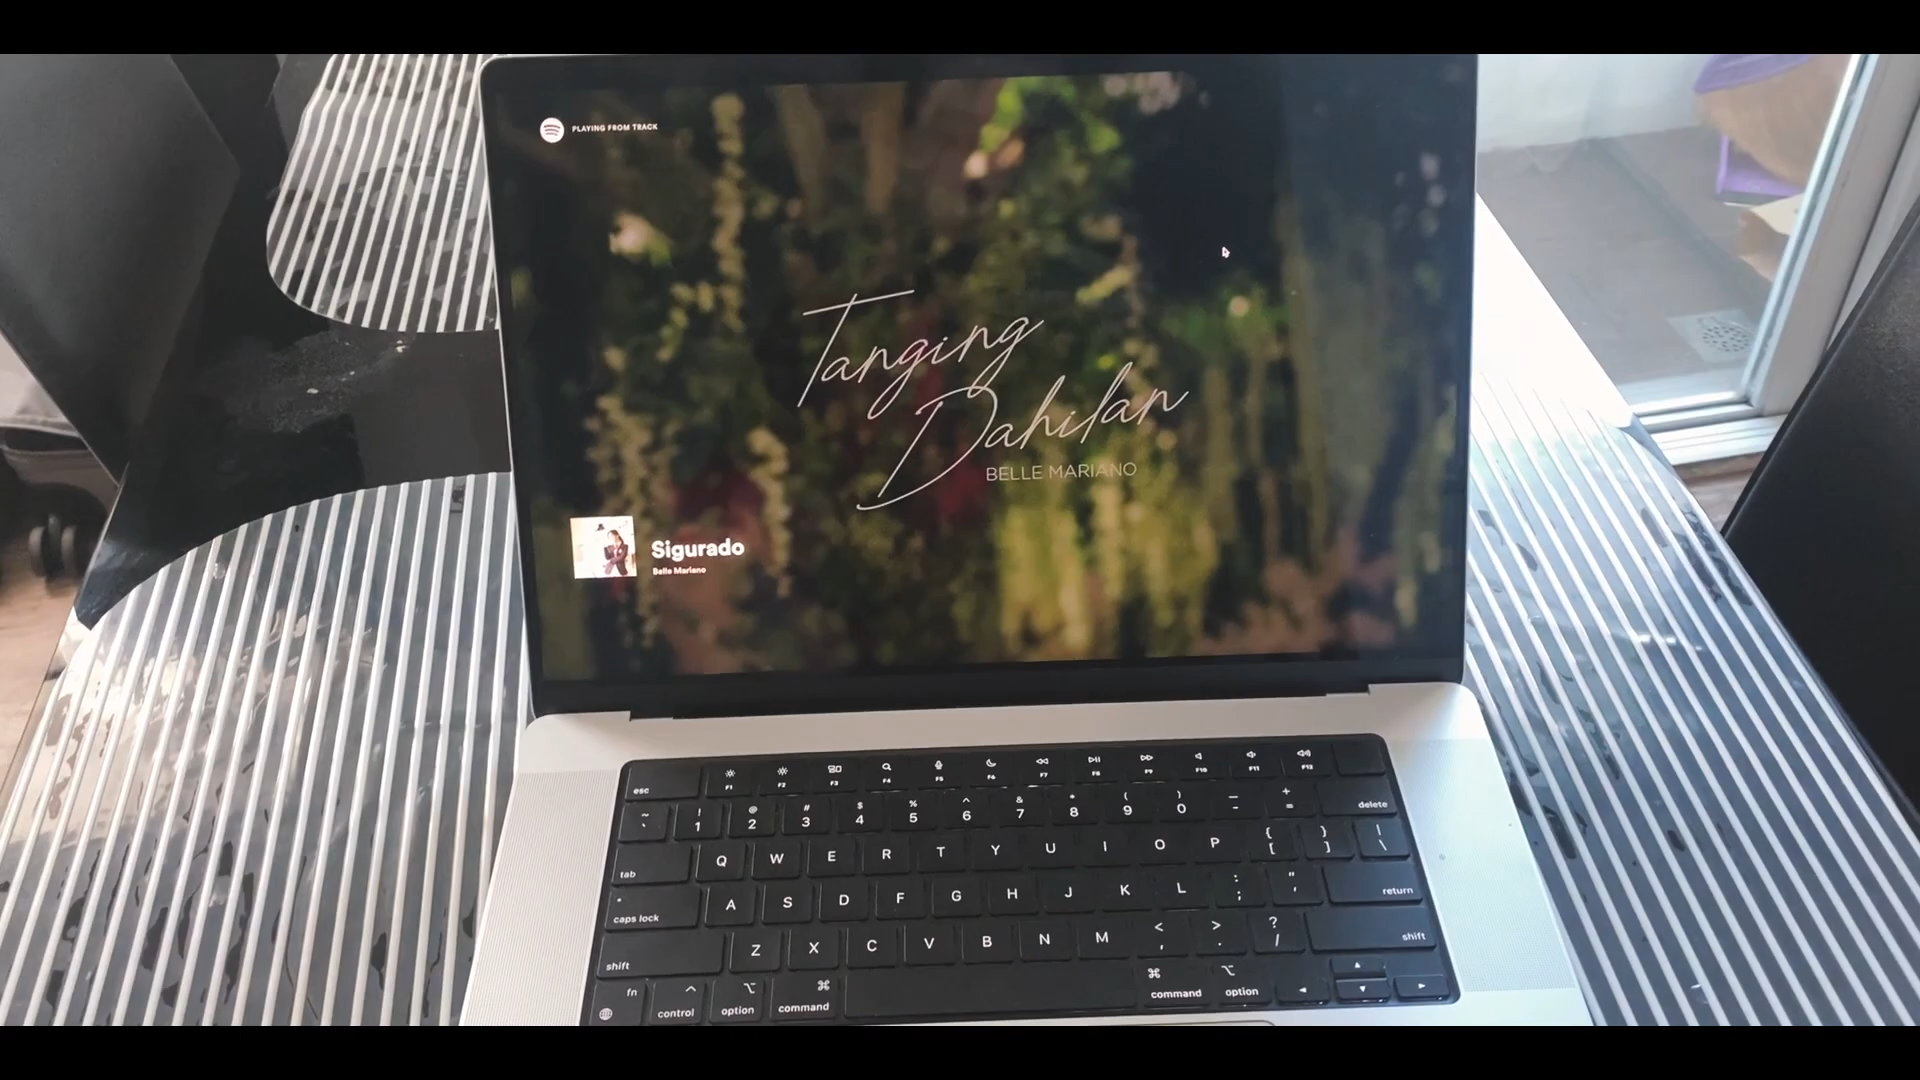 PLAYING FROM TRACK
Tanging
Dahilan
BELLE MARIANO
Sigurado
Belle Mariano
esc F1 F2 F3 F4 F5 F6 F7 F8 F9 F10 F11 F12
~ ! @ # $ % ^ & * ( ) — +
` 1 2 3 4 5 6 7 8 9 0 - = delete
tab Q W E R T Y U I O P { [ } ] | \
caps lock A S D F G H J K L : ; " ' return
shift Z X C V B N M < , > . ? / shift
fn control option command command option